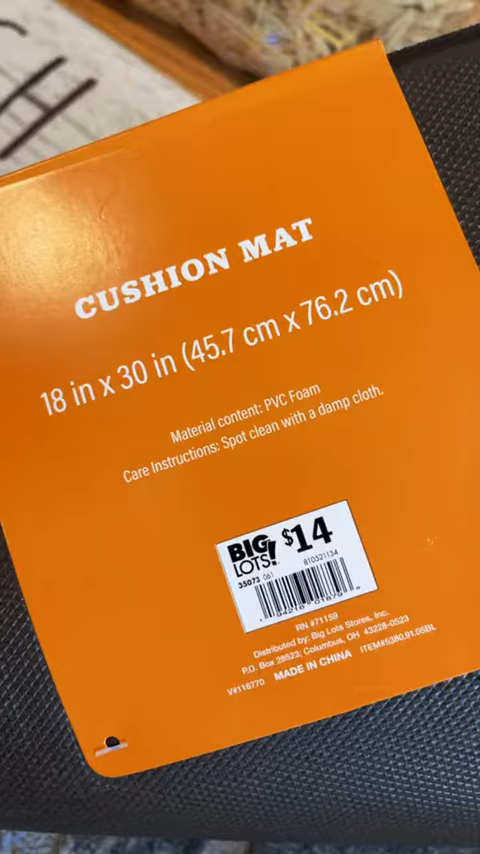 CUSHION MAT
18 in x 30 in (45.7 cm x 76.2 cm)
Material content: PVC Foam
Care Instructions: Spot clean with a damp cloth.
BIG LOTS! $14
35073 061 810521134
RN #71159
Distributed by: Big Lots Stores, Inc.
P.O. Box 28523; Columbus, OH 43228-0523
V#116770 MADE IN CHINA ITEM#5380.91.05BL